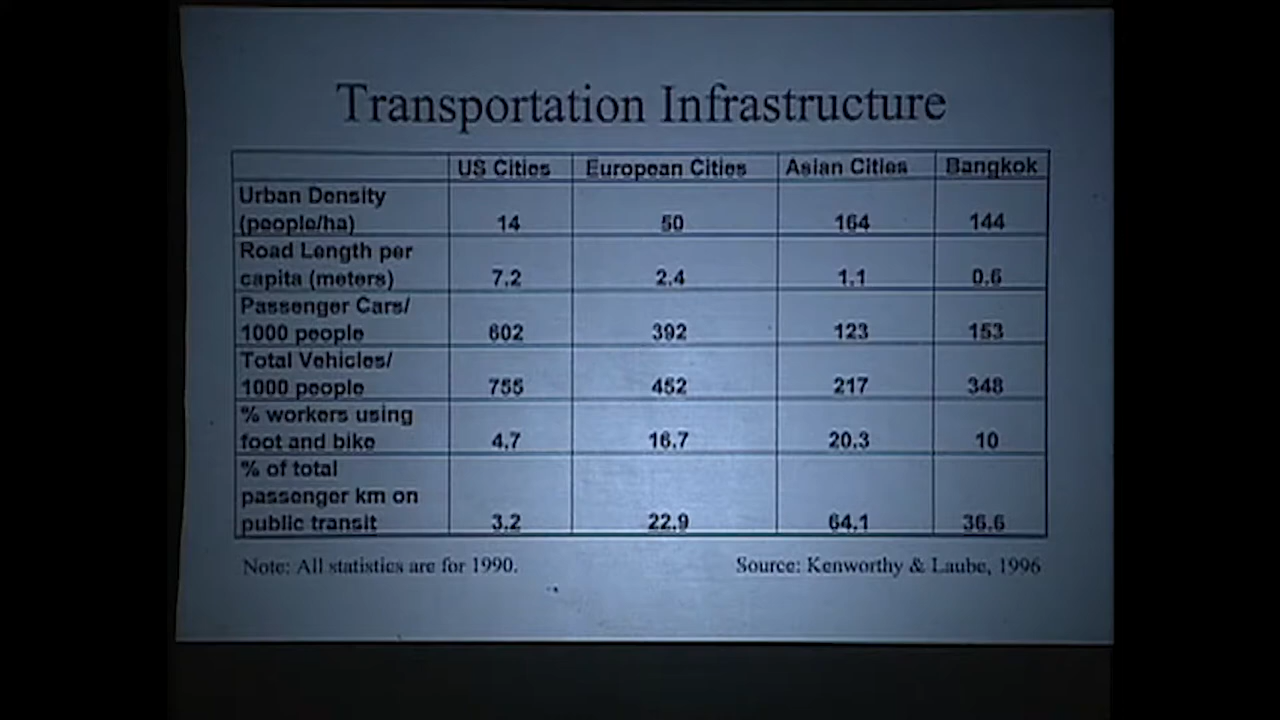 Transportation Infrastructure
US Cities European Cities Asian Cities Bangkok
Urban Density
(people/ha) 14 50 164 144
Road Length per
capita (meters) 7.2 2.4 1.1 0.6
Passenger Cars/
1000 people 602 392 123 153
Total Vehicles/
1000 people 755 452 217 348
% workers using
foot and bike 4.7 16.7 20.3 10
% of total
passenger km on
public transit 3.2 22.9 64.1 36.6
Note: All statistics are for 1990. Source: Kenworthy & Laube, 1996